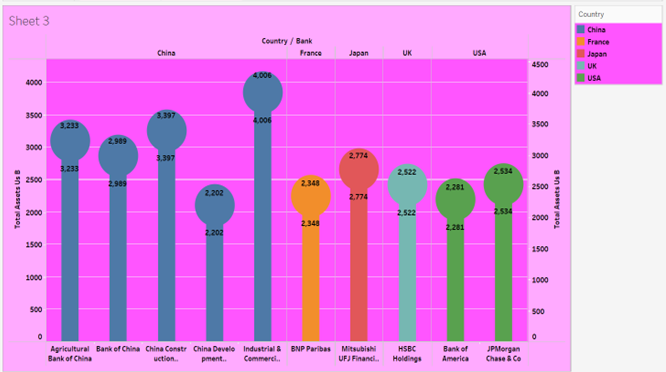 Sheet 3
Country
China
France
Japan
UK
USA
Country / Bank
China France Japan UK USA
Total Assets Us B
4000
3500
3000
2500
2000
1500
1000
500
0
3,233 2,989 3,397 2,202 4,006 2,348 2,774 2,522 2,281 2,534
3,233 2,989 3,397 2,202 4,006 2,348 2,774 2,522 2,281 2,534
4500
4000
3500
3000
2500
2000
1500
1000
500
0
Total Assets Us B
Agricultural
Bank of China
Bank of China
China Constr
uction..
China Develo
pment..
Industrial &
Commerci..
BNP Paribas
Mitsubishi
UFJ Financi..
HSBC
Holdings
Bank of
America
JPMorgan
Chase & Co